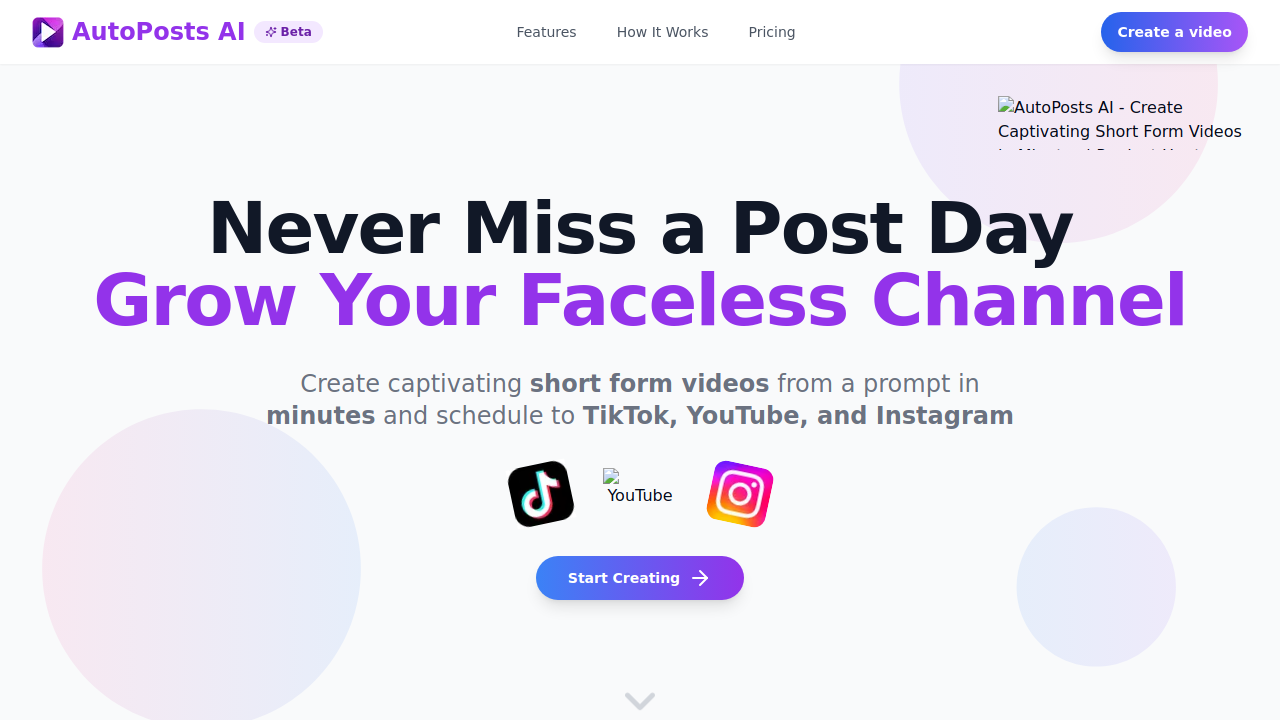 AutoPosts AI
Beta
Features
How It Works
Pricing
Create a video
AutoPosts AI - Create
Captivating Short Form Videos
Never Miss a Post Day
Grow Your Faceless Channel
Create captivating short form videos from a prompt in
minutes and schedule to TikTok, YouTube, and Instagram
YouTube
Start Creating